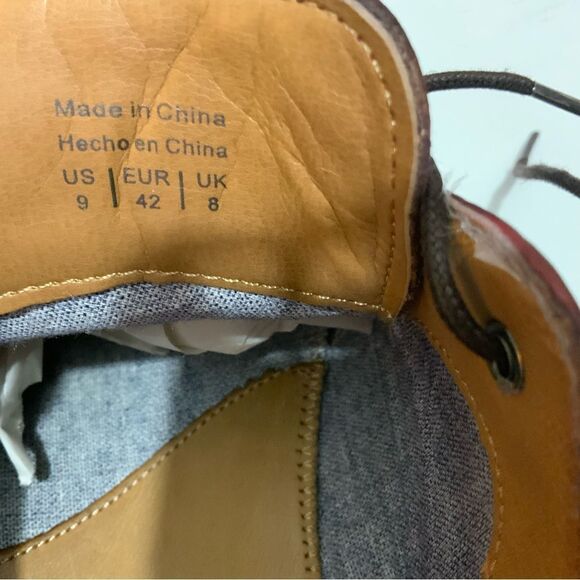 Made in China
Hecho en China
US | EUR | UK
9 | 42 | 8